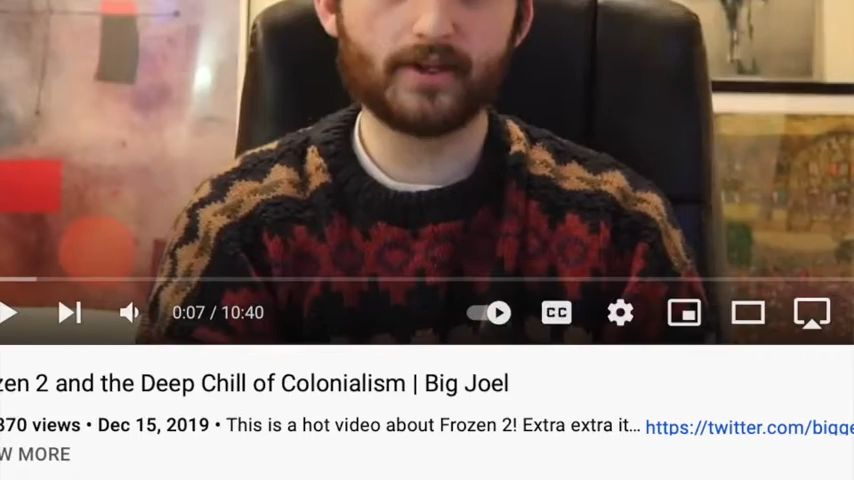 0:07 / 10:40
CC
zen 2 and the Deep Chill of Colonialism | Big Joel
370 views • Dec 15, 2019 • This is a hot video about Frozen 2! Extra extra it... https://twitter.com/bigge
W MORE